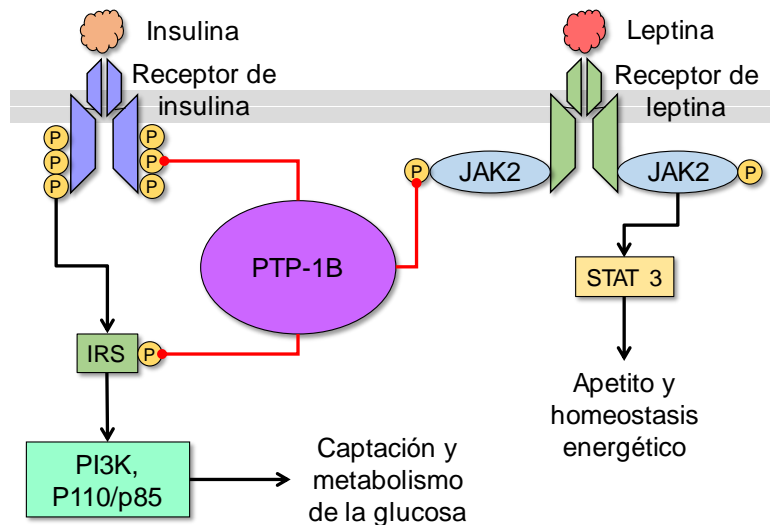 Insulina
Leptina
Receptor de
insulina
Receptor de
leptina
P
P
P
P
P
P
P
JAK2
JAK2
P
PTP-1B
STAT 3
IRS
P
Apetito y
homeostasis
energético
PI3K,
P110/p85
Captación y
metabolismo
de la glucosa